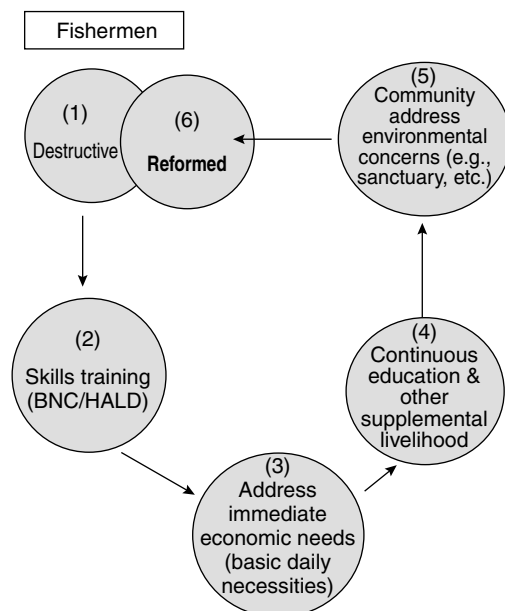 Fishermen
(1)
Destructive
(6)
Reformed
(2)
Skills training
(BNC/HALD)
(3)
Address
immediate
economic needs
(basic daily
necessities)
(4)
Continuous
education &
other
supplemental
livelihood
(5)
Community
address
environmental
concerns (e.g.,
sanctuary, etc.)